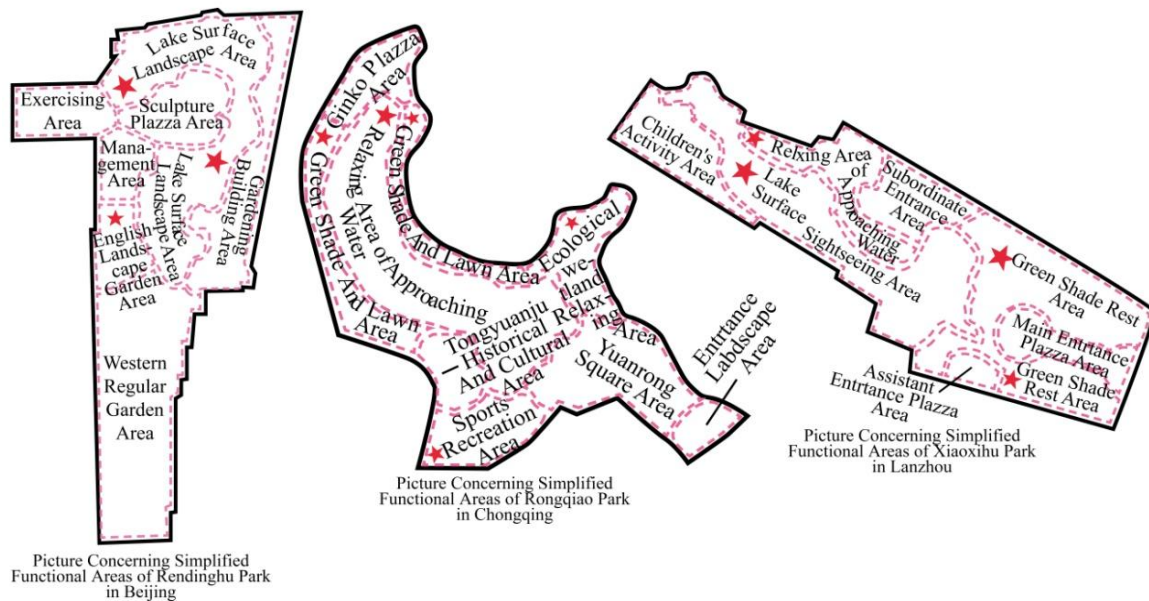 Lake Surface
Landscape Area
Exercising
Area
Sculpture
Plazza Area
Mana-
gement
Area
Lake Surface
Landscape Area
Gardening
Building Area
English
Lands-
cape
Garden
Area
Western
Regular
Garden
Area
Picture Concerning Simplified
Functional Areas of Rendinghu Park
in Beijing
Ginko Plazza
Area
Green Shade And Lawn
Area
Relaxing Area of Approaching
Water
Green Shade And Lawn Area
Ecological
we-
tland
Relax-
ing
Area
Tongyuanju
Historical
And Cultural
Area
Yuanrong
Square Area
Entrtance
Labdscape
Area
Sports
Recreation
Area
Picture Concerning Simplified
Functional Areas of Rongqiao Park
in Chongqing
Children's
Activity Area
Relxing Area
of
Approaching
Water
Lake
Surface
Sightseeing Area
Subordinate
Entrance
Area
Green Shade Rest
Area
Main Entrtance
Plazza Area
Green Shade
Rest Area
Assistant
Entrtance Plazza
Area
Picture Concerning Simplified
Functional Areas of Xiaoxihu Park
in Lanzhou